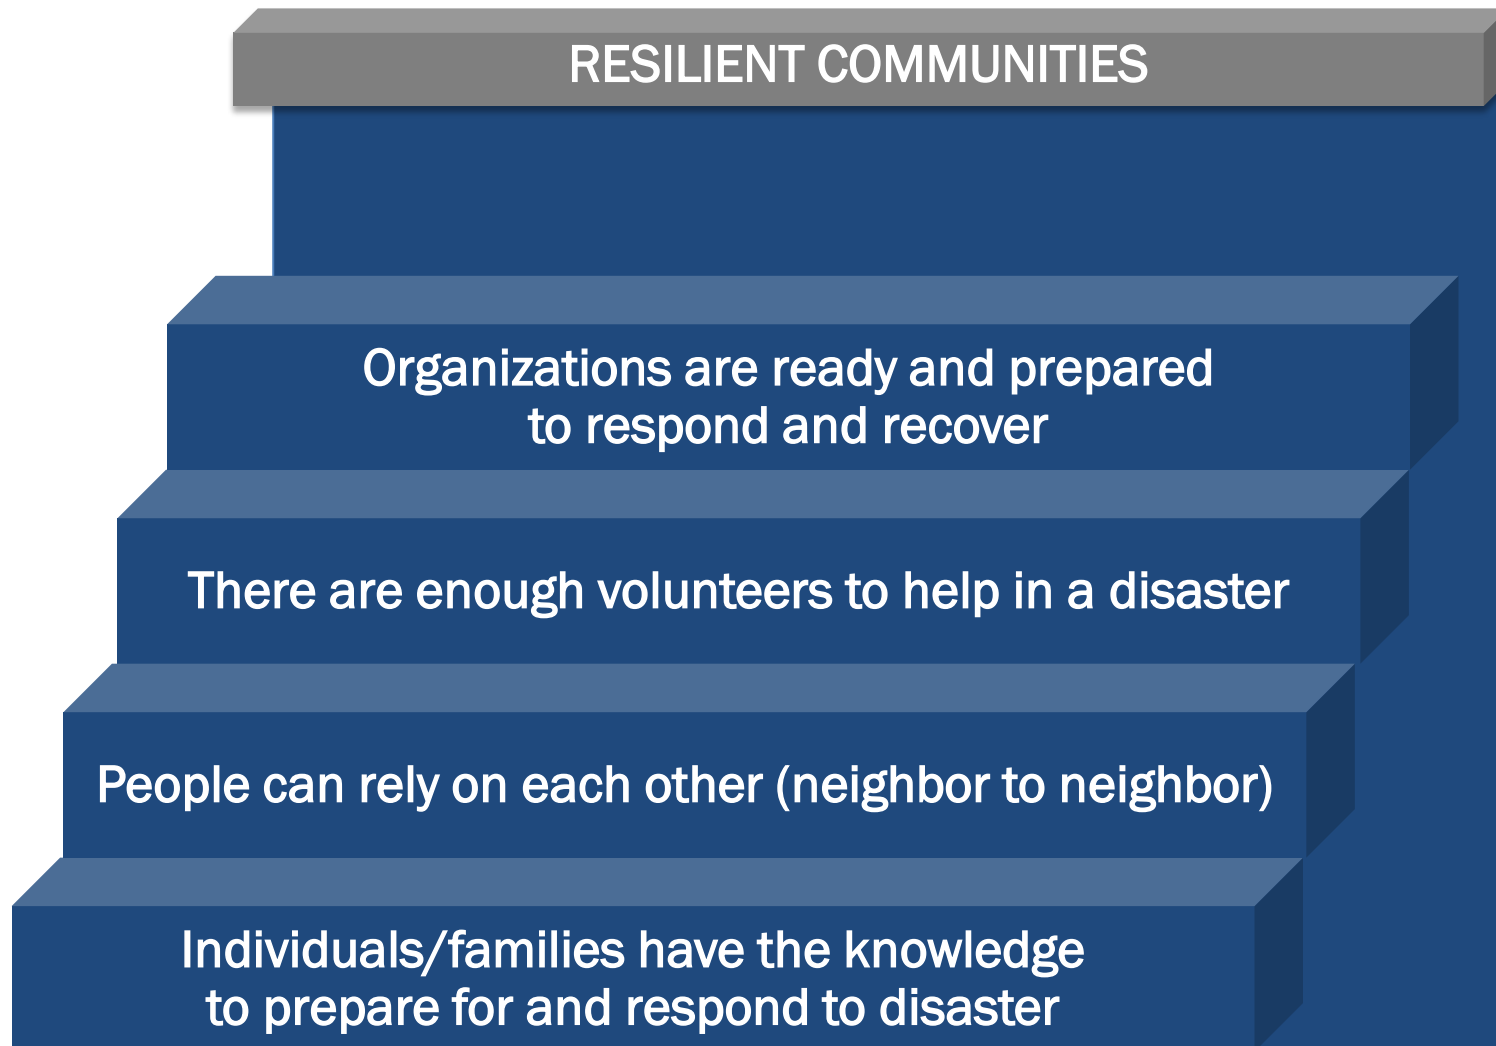 RESILIENT COMMUNITIES
Organizations are ready and prepared
to respond and recover
There are enough volunteers to help in a disaster
People can rely on each other (neighbor to neighbor)
Individuals/families have the knowledge
to prepare for and respond to disaster